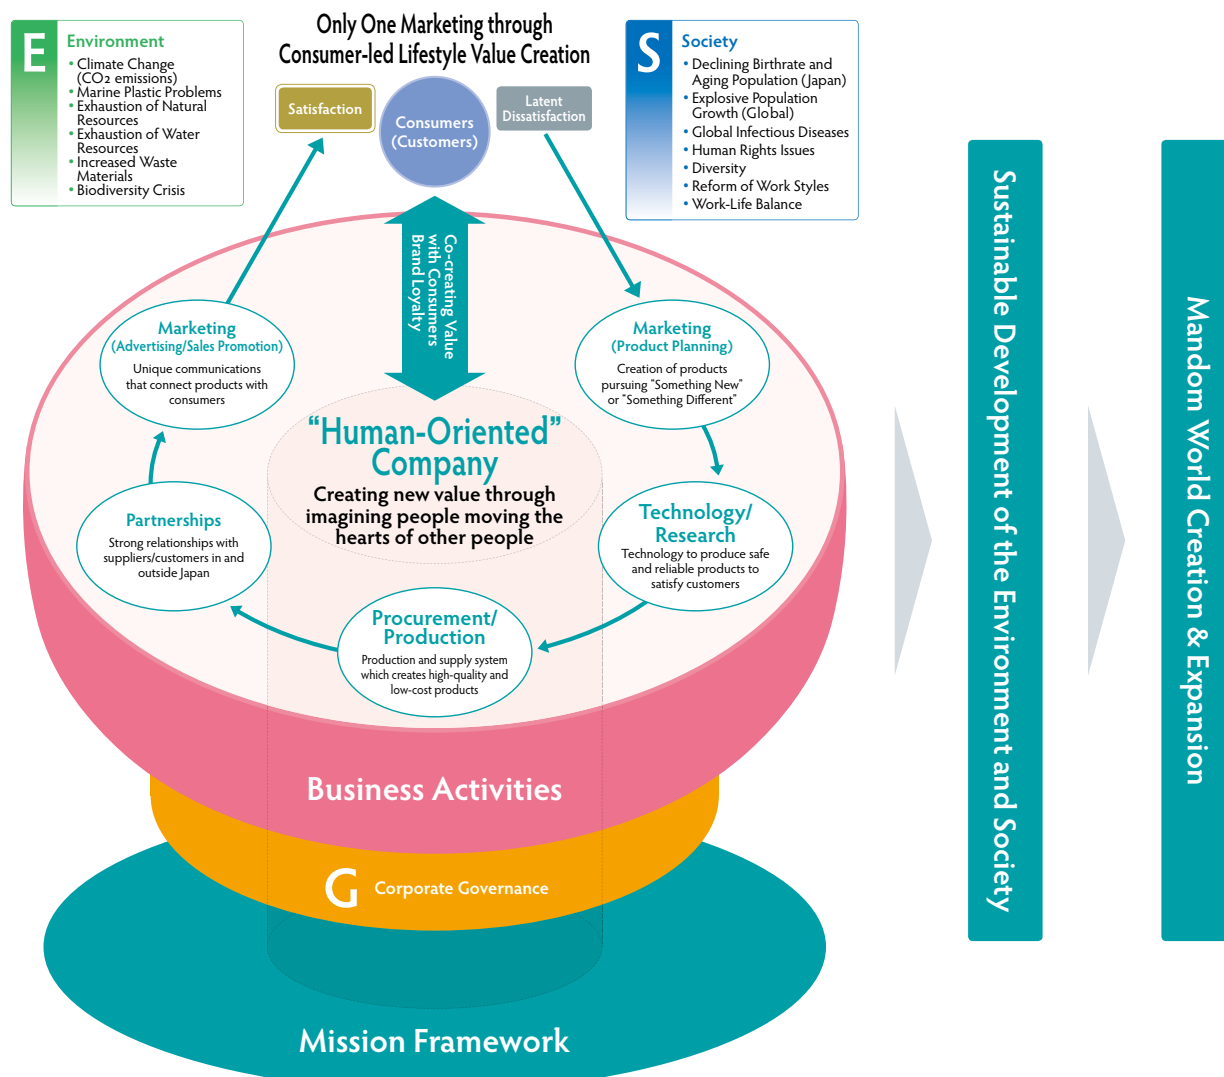 Only One Marketing through
Consumer-led Lifestyle Value Creation
E
Environment
• Climate Change
(CO2 emissions)
• Marine Plastic Problems
• Exhaustion of Natural
Resources
• Exhaustion of Water
Resources
• Increased Waste
Materials
• Biodiversity Crisis
Satisfaction
Consumers
(Customers)
Latent
Dissatisfaction
S
Society
• Declining Birthrate and
Aging Population (Japan)
• Explosive Population
Growth (Global)
• Global Infectious Diseases
• Human Rights Issues
• Diversity
• Reform of Work Styles
• Work-Life Balance
Co-creating Value
with Consumers
Brand Loyalty
Marketing
(Advertising/Sales Promotion)
Unique communications
that connect products with
consumers
Marketing
(Product Planning)
Creation of products
pursuing "Something New"
or "Something Different"
"Human-Oriented"
Company
Creating new value through
imagining people moving the
hearts of other people
Partnerships
Strong relationships with
suppliers/customers in and
outside Japan
Technology/
Research
Technology to produce safe
and reliable products to
satisfy customers
Procurement/
Production
Production and supply system
which creates high-quality and
low-cost products
Business Activities
G Corporate Governance
Mission Framework
Sustainable Development of the Environment and Society
Mandom World Creation & Expansion